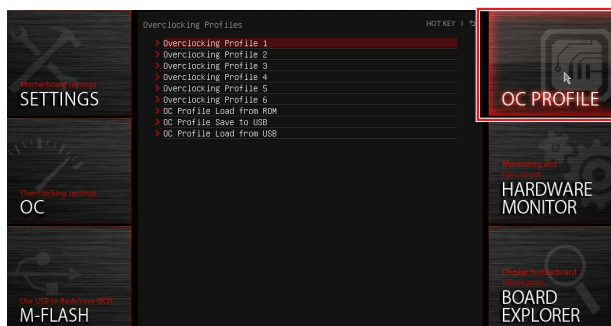 Overclocking Profiles
HOT KEY |
Overclocking Profile 1
Overclocking Profile 2
Overclocking Profile 3
Overclocking Profile 4
Overclocking Profile 5
Overclocking Profile 6
OC Profile Load from ROM
OC Profile Save to USB
OC Profile Load from USB
Motherboard settings
SETTINGS
Overclocking settings
OC
Use USB to flash/save BIOS
M-FLASH
OC PROFILE
Monitoring and
Fan control
HARDWARE
MONITOR
Display motherboard
information
BOARD
EXPLORER